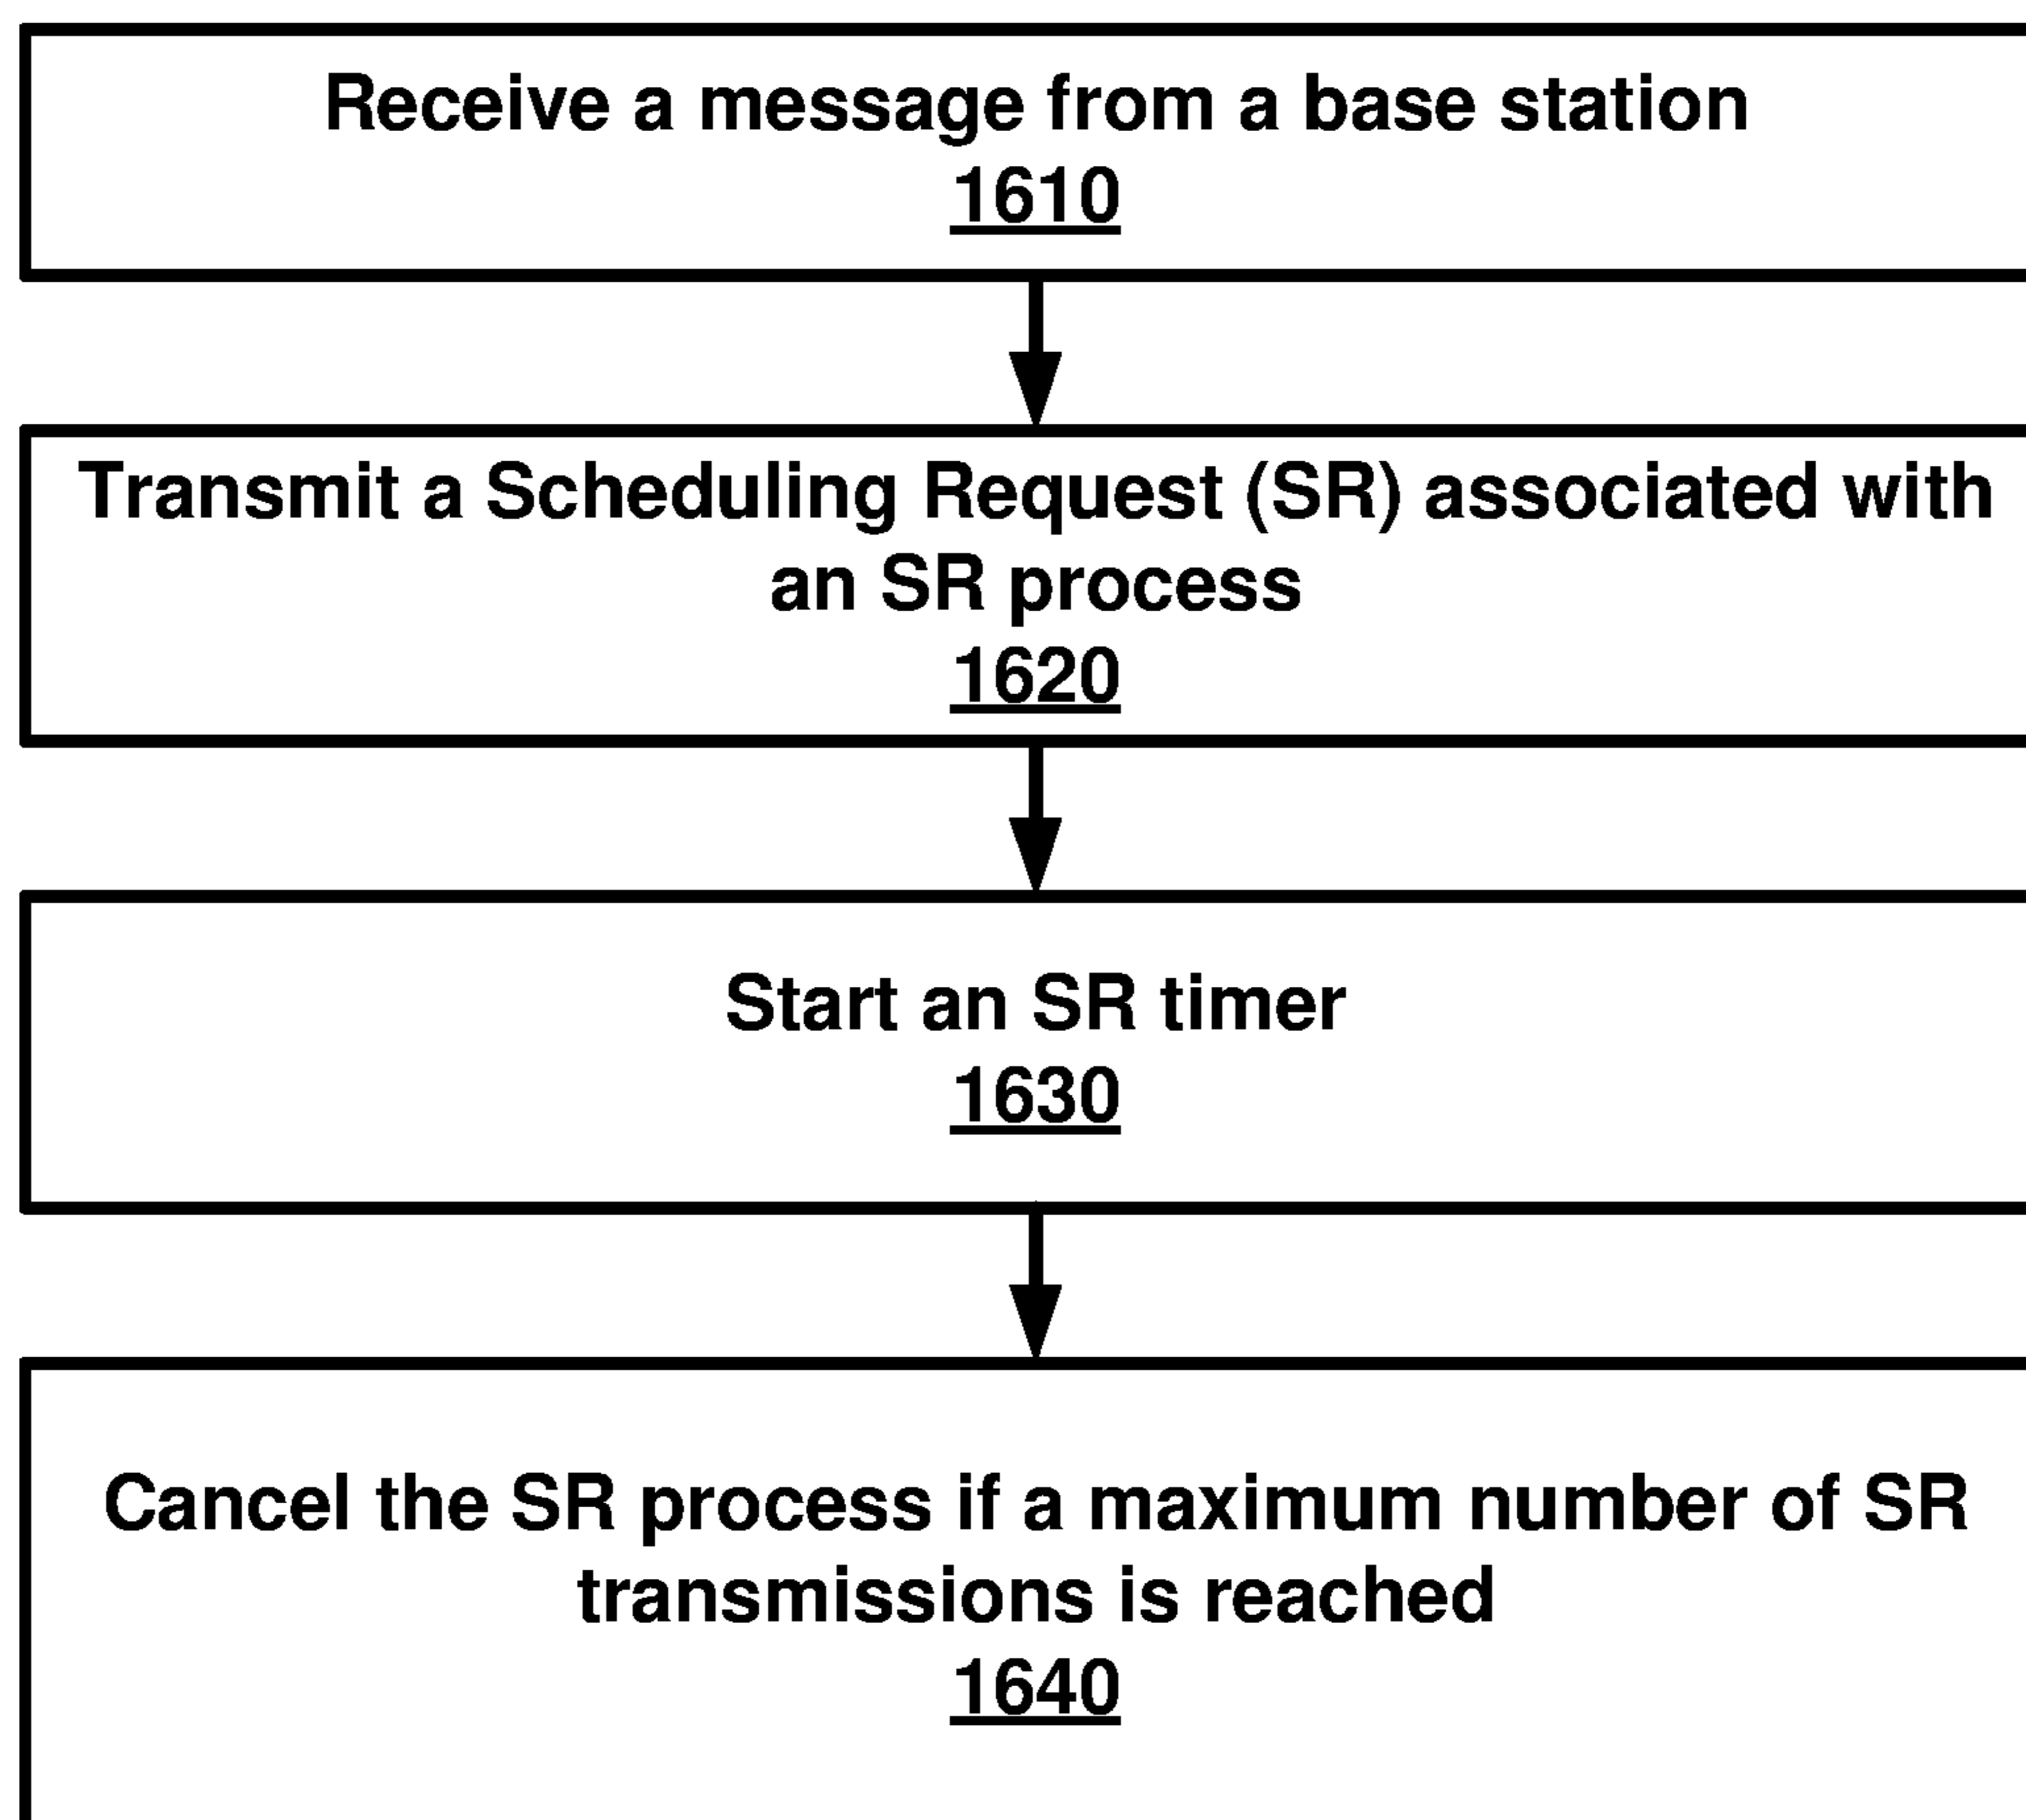 Receive a message from a base station
1610
Transmit a Scheduling Request (SR) associated with
an SR process
1620
Start an SR timer
1630
Cancel the SR process if a maximum number of SR
transmissions is reached
1640